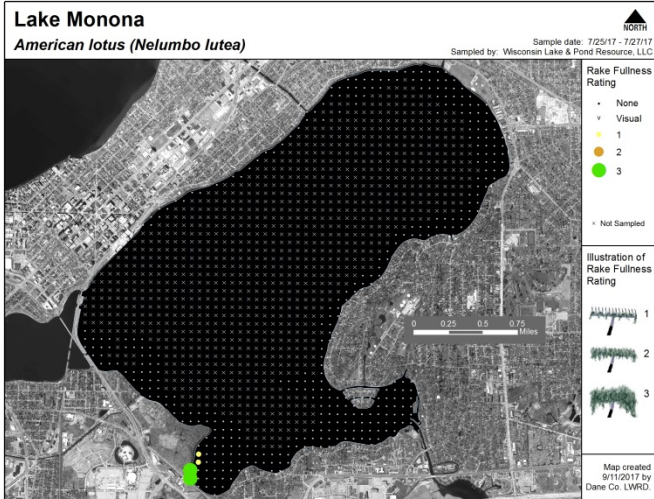 Lake Monona
American lotus (Nelumbo lutea)
NORTH
Sample date: 7/25/17 - 7/27/17
Sampled by: Wisconsin Lake & Pond Resource, LLC
Rake Fullness
Rating
None
Visual
1
2
3
× Not Sampled
Illustration of
Rake Fullness
Rating
1
2
3
0 0.25 0.5 0.75
Miles
Map created
9/11/2017 by
Dane Co. LWRD.